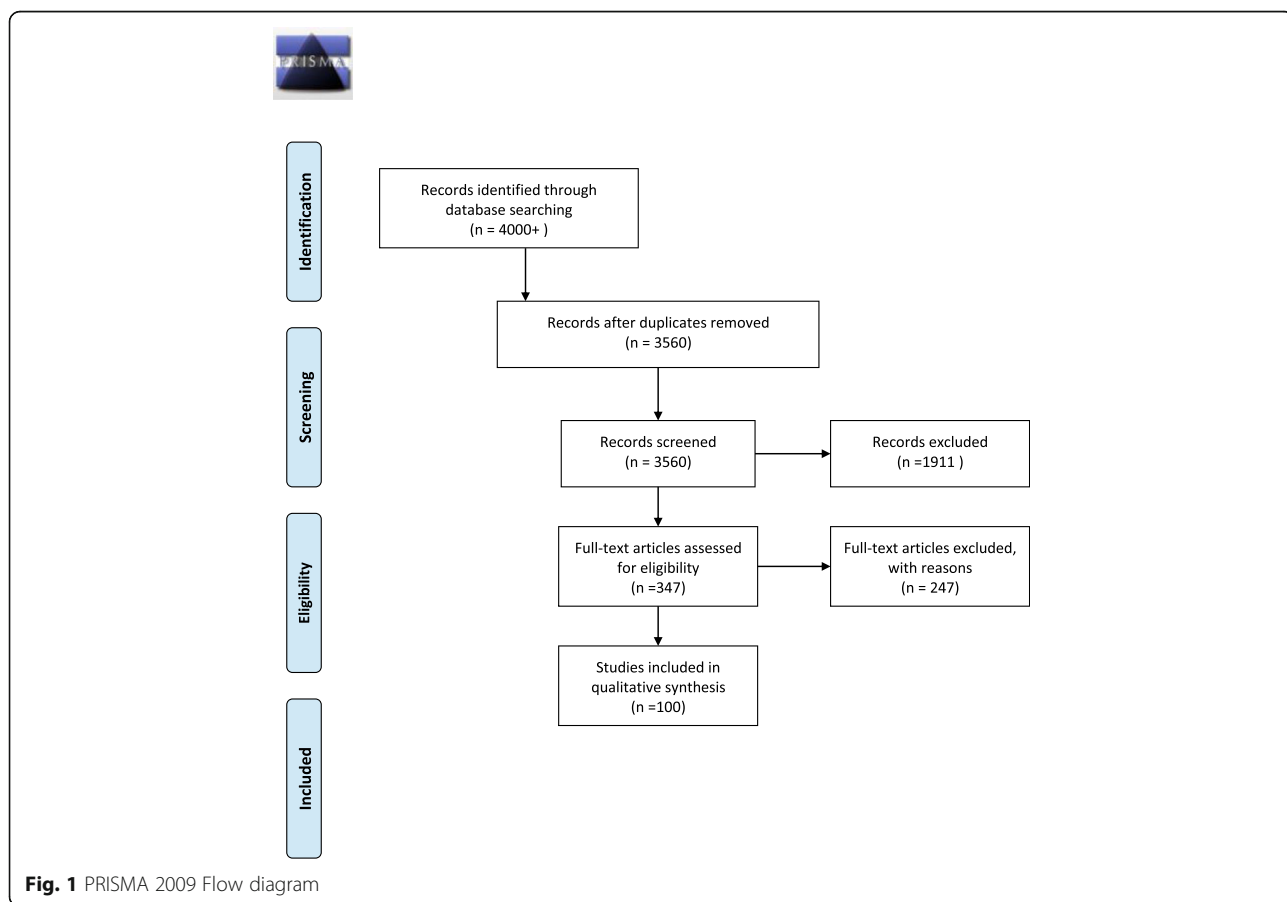 PRISMA
Identification
Records identified through
database searching
(n = 4000+ )
Records after duplicates removed
(n = 3560)
Screening
Records screened
(n = 3560)
Records excluded
(n =1911 )
Eligibility
Full-text articles assessed
for eligibility
(n =347)
Full-text articles excluded,
with reasons
(n = 247)
Studies included in
qualitative synthesis
(n =100)
Included
Fig. 1 PRISMA 2009 Flow diagram